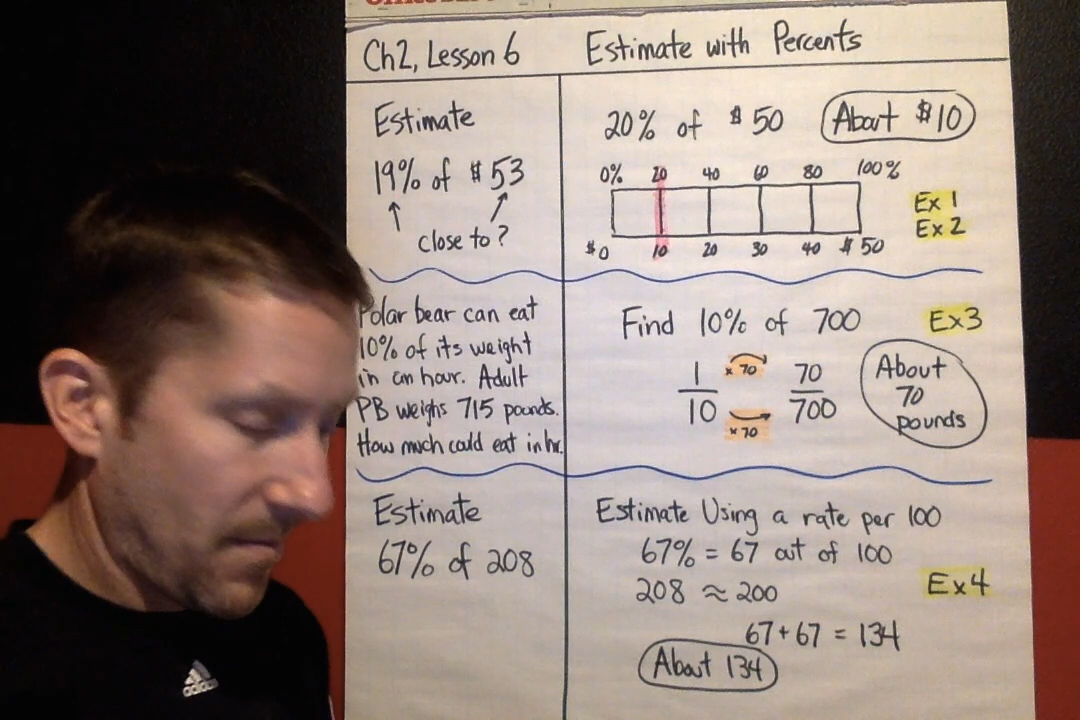 Ch2, Lesson 6
Estimate with Percents
Estimate
19% of $53
close to?
20% of $50
About $10
0% 20 40 60 80 100%
$0 10 20 30 40 $50
Ex 1
Ex 2
Polar bear can eat
10% of its weight
in an hour. Adult
PB weighs 715 pounds.
How much could eat in hr.
Find 10% of 700
Ex3
1/10
×70
×70
70/700
About
70
pounds
Estimate
67% of 208
Estimate Using a rate per 100
67% = 67 out of 100
208 ≈ 200
Ex4
67+67 = 134
About 134
adidas